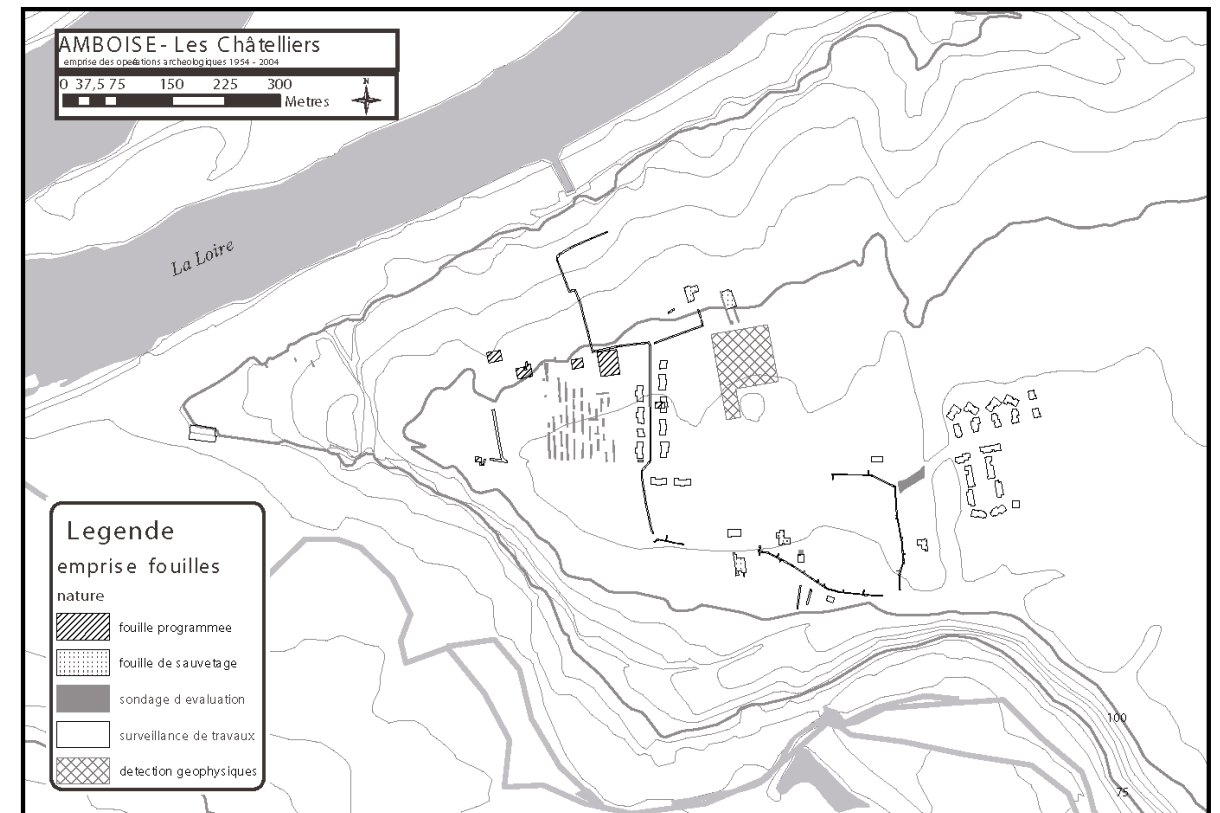 AMBOISE - Les Châtelliers
emprise des operations archeologiques 1954 - 2004
0 37,5 75 150 225 300
Metres
N
La Loire
Legende
emprise fouilles
nature
fouille programmee
fouille de sauvetage
sondage d evaluation
surveillance de travaux
detection geophysiques
100
75